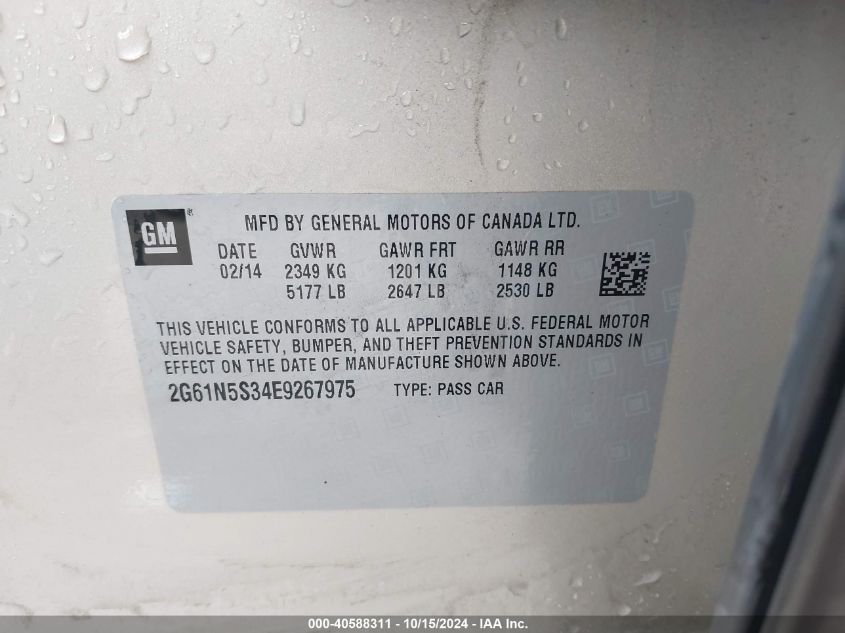 GM ®
MFD BY GENERAL MOTORS OF CANADA LTD.
DATE GVWR GAWR FRT GAWR RR
02/14 2349 KG 1201 KG 1148 KG
5177 LB 2647 LB 2530 LB
THIS VEHICLE CONFORMS TO ALL APPLICABLE U.S. FEDERAL MOTOR
VEHICLE SAFETY, BUMPER, AND THEFT PREVENTION STANDARDS IN
EFFECT ON THE DATE OF MANUFACTURE SHOWN ABOVE.
2G61N5S34E9267975 TYPE: PASS CAR
000-40588311 - 10/15/2024 - IAA Inc.